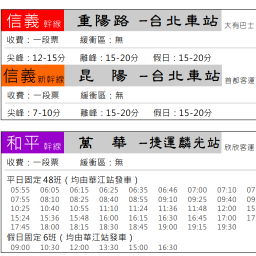 信義幹線 重陽路 -台北車站 大有巴士
收費：一段票 緩衝區：無
尖峰：12-15分 離峰：15-20分 假日：15-20分
信義新幹線 昆陽 -台北車站 首都客運
收費：一段票 緩衝區：無
尖峰：7-10分 離峰：15-20分 假日：15-20分
和平幹線 萬華 -捷運麟光站 欣欣客運
收費：一段票 緩衝區：無
平日固定48班（均由華江站發車）
05:55 06:05 06:15 06:25 06:35 06:46 07:00 07:10
07:55 08:10 08:25 08:40 08:55 09:10 09:25 09:40
10:25 10:40 10:55 11:10 11:24 11:36 11:48 12:00
15:24 15:36 15:48 16:00 16:15 16:30 16:45 17:00
17:45 18:00 18:15 18:30 18:45 19:00 19:15 19:30
假日固定6班（均由華江站發車）
09:00 10:30 12:00 13:30 15:00 16:30